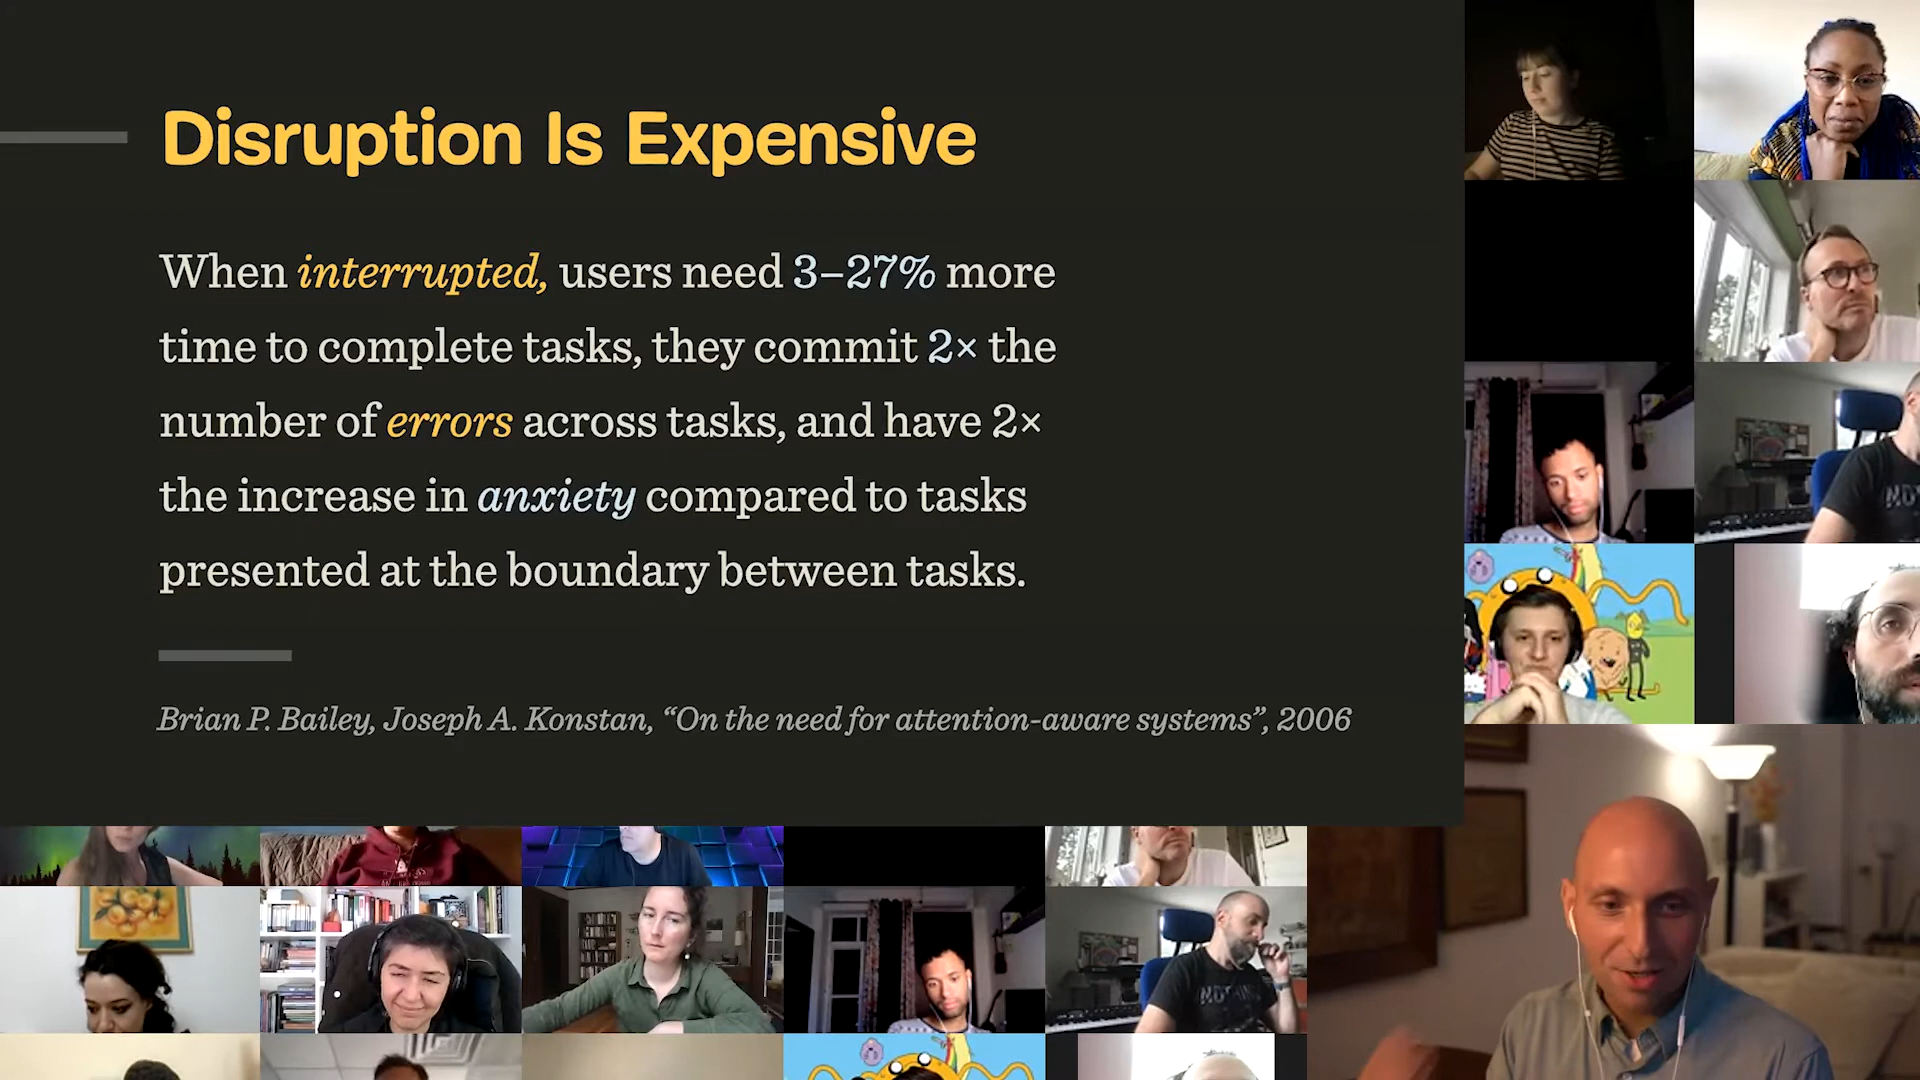 Disruption Is Expensive
When interrupted, users need 3–27% more
time to complete tasks, they commit 2× the
number of errors across tasks, and have 2×
the increase in anxiety compared to tasks
presented at the boundary between tasks.
Brian P. Bailey, Joseph A. Konstan, “On the need for attention-aware systems”, 2006